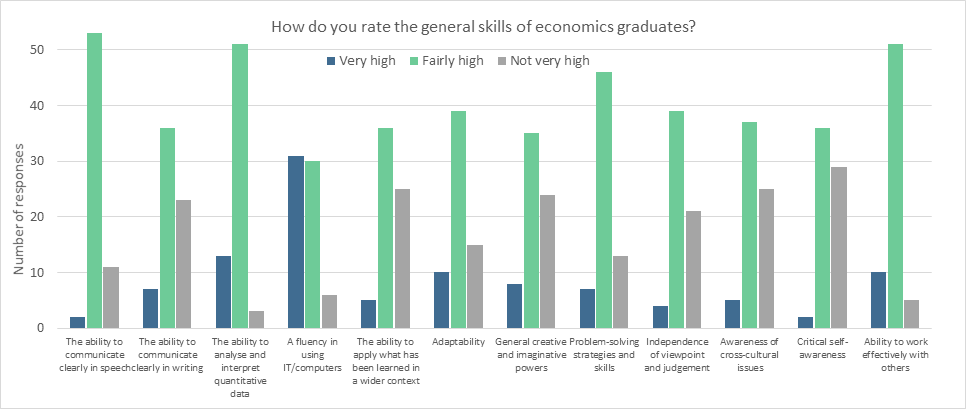 How do you rate the general skills of economics graduates?
Very high Fairly high Not very high
Number of responses
50
40
30
20
10
0
The ability to
communicate
clearly in speech
The ability to
communicate
clearly in writing
The ability to
analyse and
interpret
quantitative
data
A fluency in
using
IT/computers
The ability to
apply what has
been learned in
a wider context
Adaptability
General creative
and imaginative
powers
Problem-solving
strategies and
skills
Independence
of viewpoint
and judgement
Awareness of
cross-cultural
issues
Critical self-
awareness
Ability to work
effectively with
others